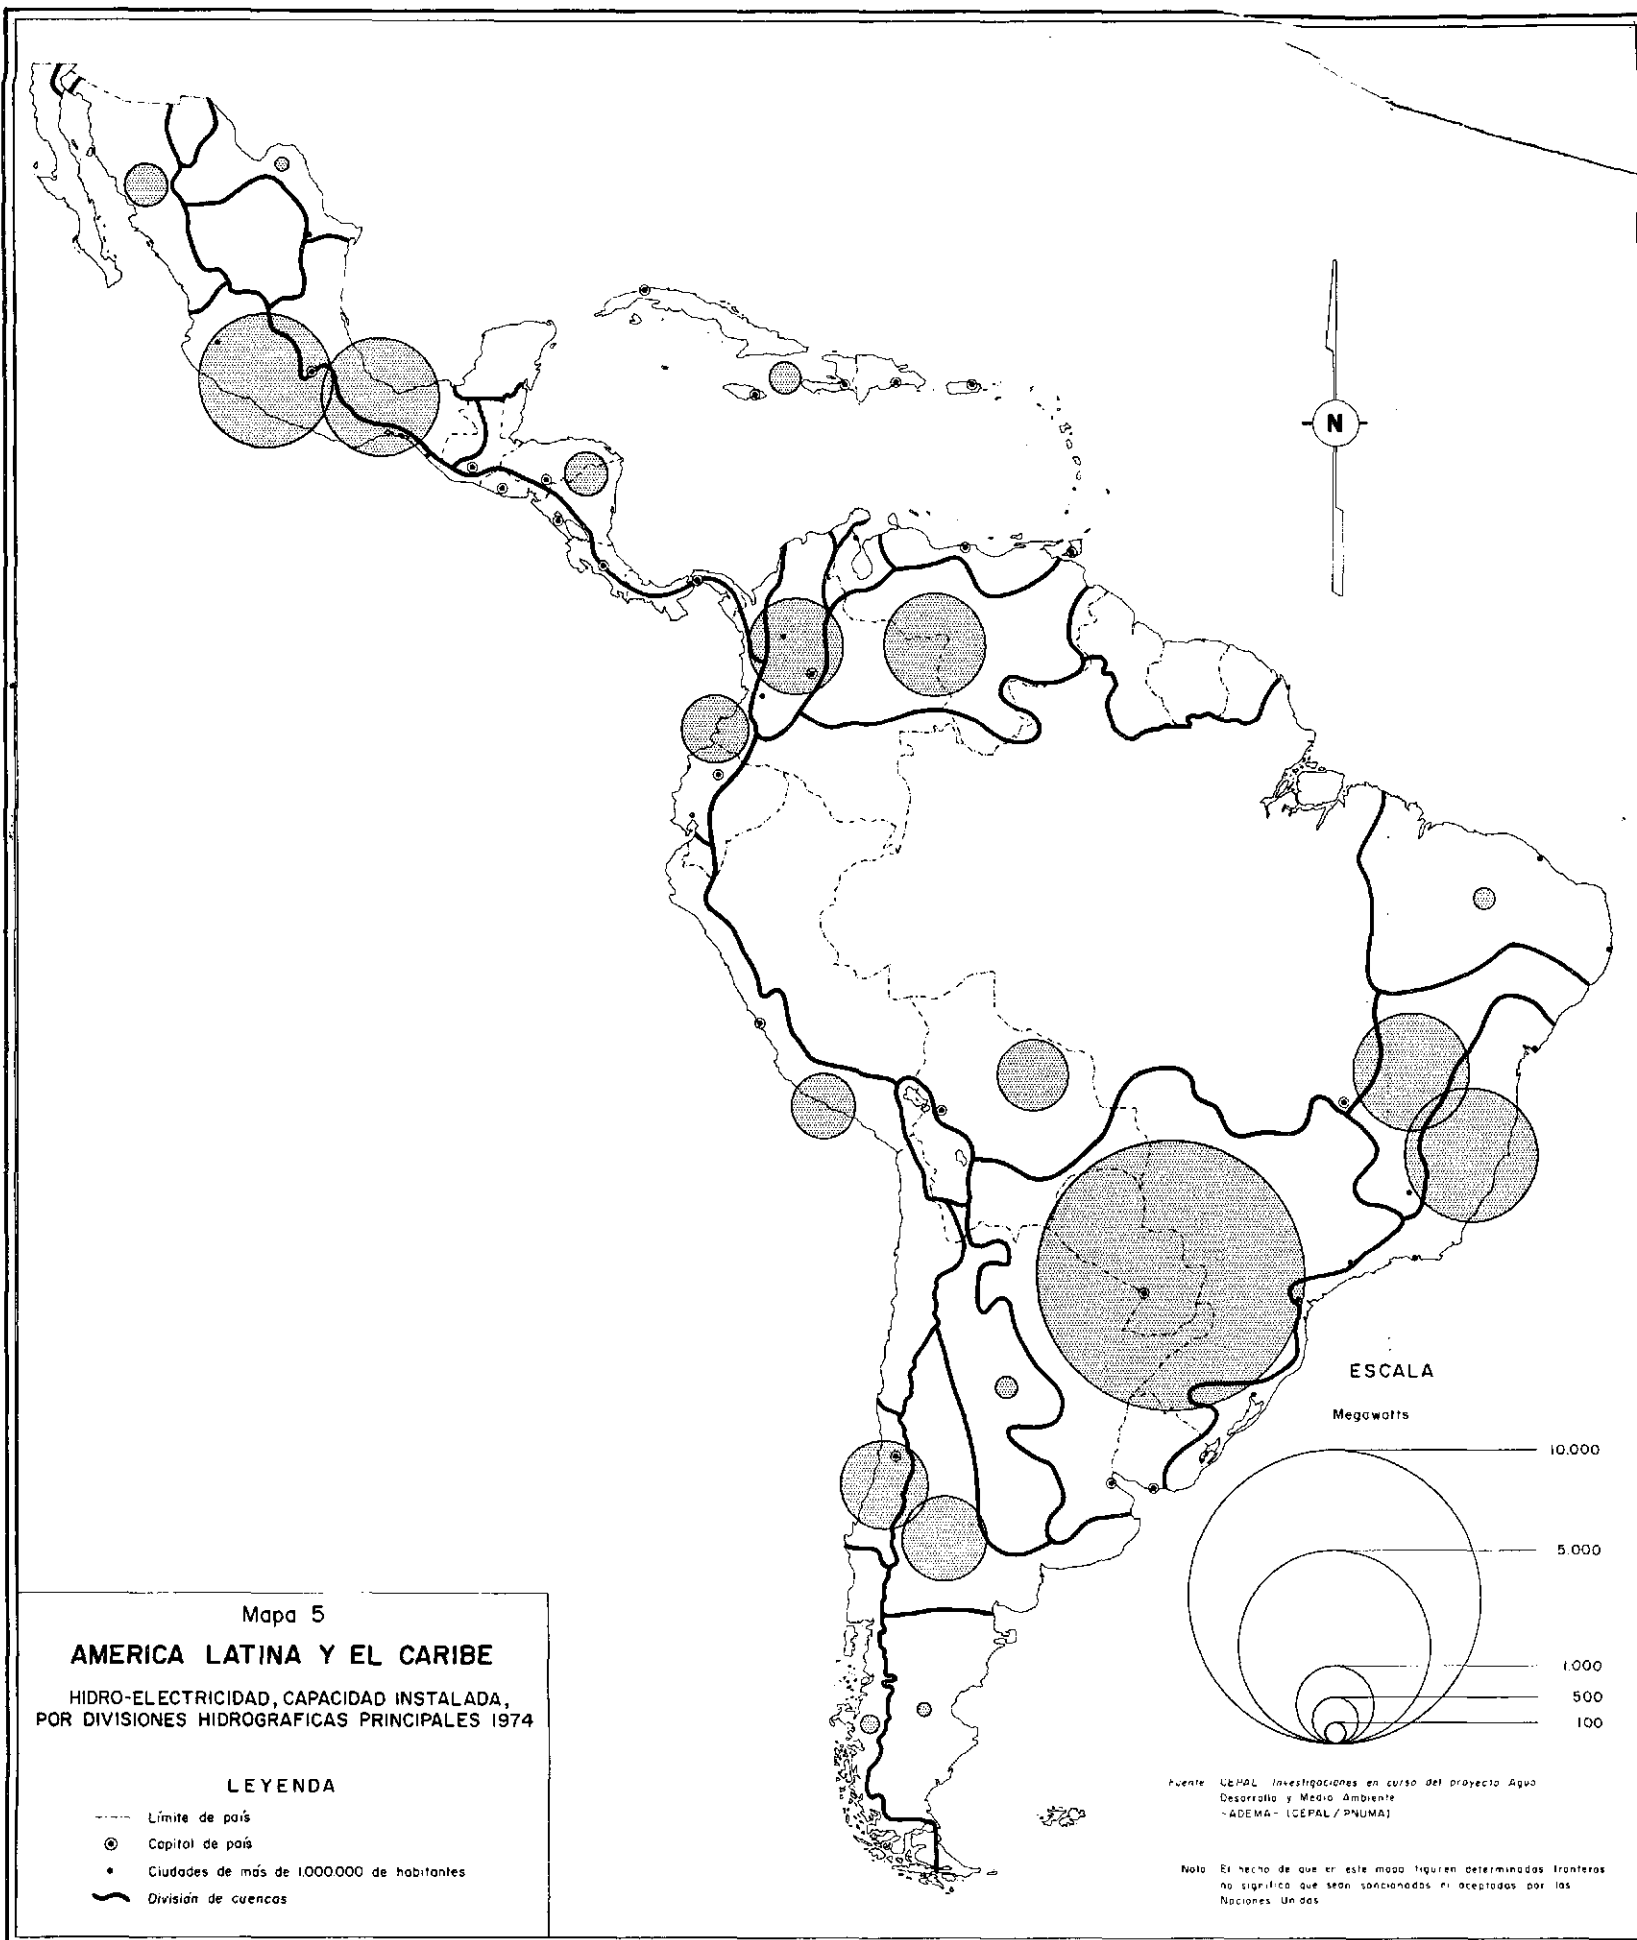 N
ESCALA
Megawatts
10.000
5.000
1.000
500
100
Mapa 5
AMERICA LATINA Y EL CARIBE
HIDRO-ELECTRICIDAD, CAPACIDAD INSTALADA,
POR DIVISIONES HIDROGRAFICAS PRINCIPALES 1974
LEYENDA
Límite de país
Capital de país
Ciudades de más de 1.000.000 de habitantes
División de cuencas
Fuente CEPAL Investigaciones en curso del proyecto Agua
Desarrollo y Medio Ambiente
-ADEMA- (CEPAL / PNUMA)
Nota El hecho de que en este mapa figuren determinadas fronteras
no significa que sean sancionadas ni aceptadas por las
Naciones Unidas